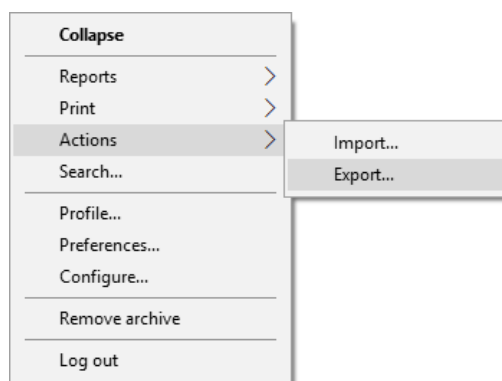 Collapse
Reports
Print
Actions
Import...
Export...
Search...
Profile...
Preferences...
Configure...
Remove archive
Log out